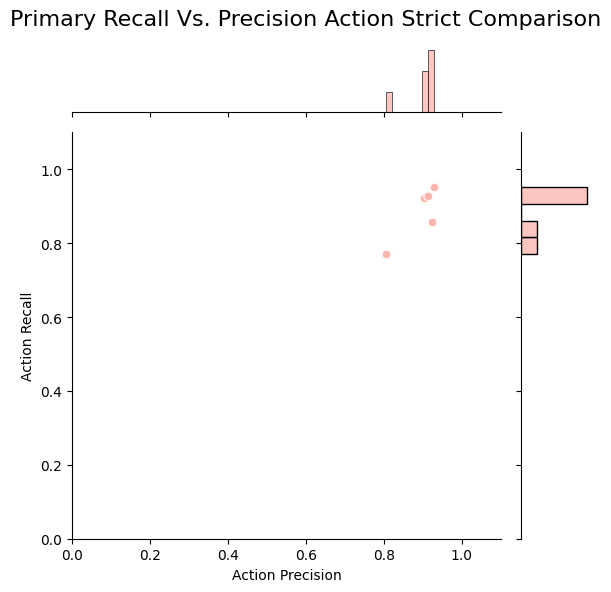 Primary Recall Vs. Precision Action Strict Comparison
1.0
0.8
0.6
0.4
0.2
0.0
Action Recall
0.0 0.2 0.4 0.6 0.8 1.0
Action Precision